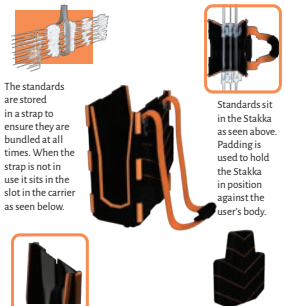 The standards
are stored
in a strap to
ensure they are
bundled at all
times. When the
strap is not in
use it sits in the
slot in the carrier
as seen below.
Standards sit
in the Stakka
as seen above.
Padding is
used to hold
the Stakka
in position
against the
user's body.